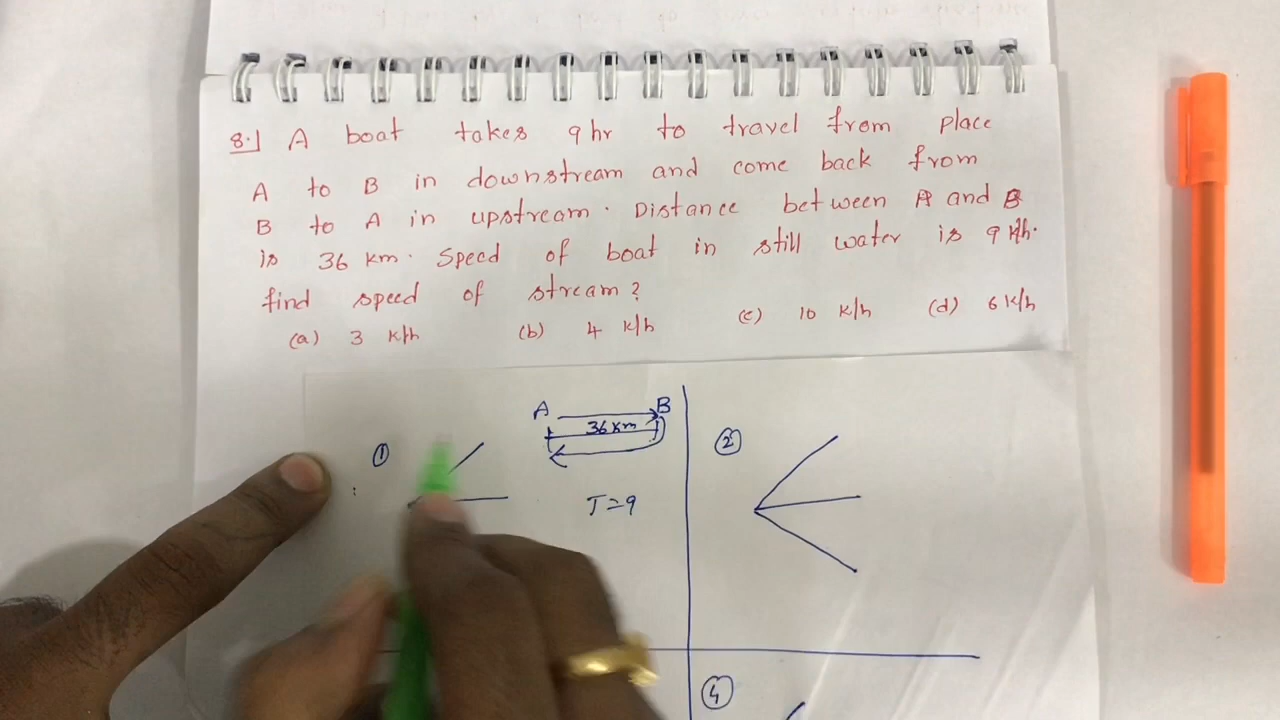 8.) A boat takes 9 hr to travel from place
A to B in downstream and come back from
B to A in upstream. Distance between A and B
is 36 km. Speed of boat in still water is 9 k/h.
find speed of stream?
(a) 3 k/h (b) 4 k/h (c) 10 k/h (d) 6 k/h
A B
36 km
① ②
T=9
④